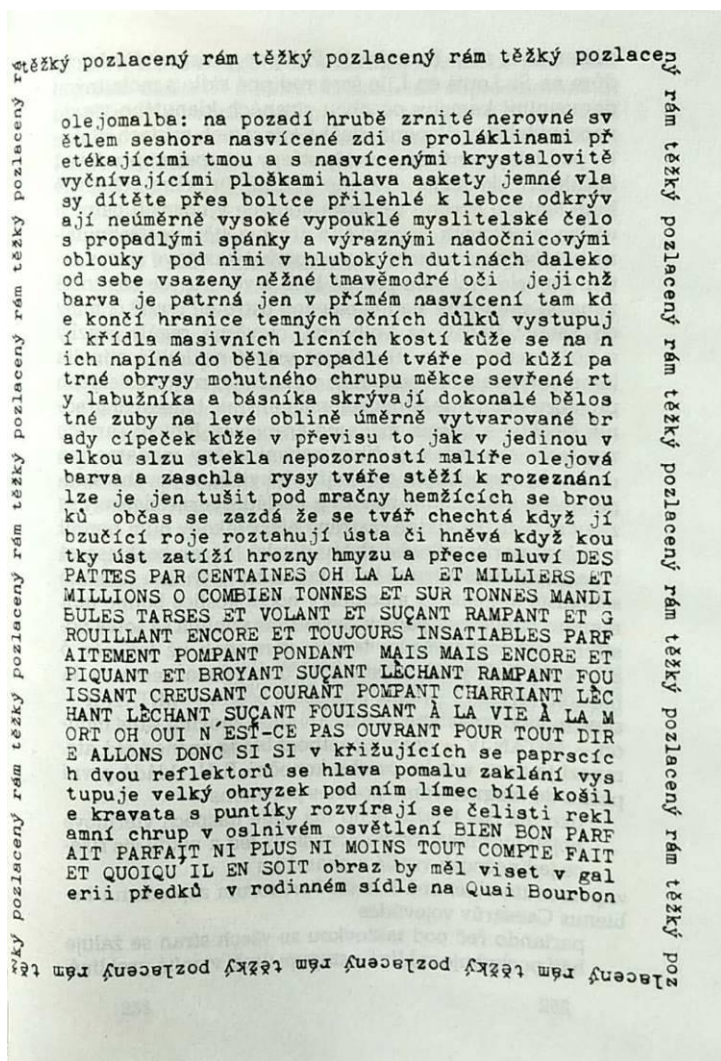 těžký pozlacený rám těžký pozlacený rám těžký pozlacený rám těžký pozlacený rám těžký pozlacený rám těžký pozlacený rám těžký poz
olejomalba: na pozadí hrubě zrnité nerovné sv
ětlem seshora nasvícené zdi s proláklinami př
etékajícími tmou a s nasvícenými krystalovitě
vyčnívajícími ploškami hlava askety jemné vla
sy dítěte přes boltce přilehlé k lebce odkrýv
ají neúměrně vysoké vypouklé myslitelské čelo
s propadlými spánky a výraznými nadočnicovými
oblouky pod nimi v hlubokých dutinách daleko
od sebe vsazeny něžné tmavěmodré oči jejichž
barva je patrná jen v přímém nasvícení tam kd
e končí hranice temných očních důlků vystupuj
í křídla masivních lícních kostí kůže se na n
ich napíná do běla propadlé tváře pod kůží pa
trné obrysy mohutného chrupu měkce sevřené rt
y labužníka a básníka skrývají dokonalé bělos
tné zuby na levé oblině úměrně vytvarované br
ady cípeček kůže v převisu to jak v jedinou v
elkou slzu stekla nepozorností malíře olejová
barva a zaschla rysy tváře stěží k rozeznání
lze je jen tušit pod mračny hemžících se brou
ků občas se zazdá že se tvář chechtá když jí
bzučící roje roztahují ústa či hněvá když kou
tky úst zatíží hrozny hmyzu a přece mluví DES
PATTES PAR CENTAINES OH LA LA ET MILLIERS ET
MILLIONS O COMBIEN TONNES ET SUR TONNES MANDI
BULES TARSES ET VOLANT ET SUÇANT RAMPANT ET G
ROUILLANT ENCORE ET TOUJOURS INSATIABLES PARF
AITEMENT POMPANT PONDANT MAIS MAIS ENCORE ET
PIQUANT ET BROYANT SUÇANT LÈCHANT RAMPANT FOU
ISSANT CREUSANT COURANT POMPANT CHARRIANT LÈC
HANT LÈCHANT SUÇANT FOUISSANT À LA VIE À LA M
ORT OH OUI N'EST-CE PAS OUVRANT POUR TOUT DIR
E ALLONS DONC SI SI v křižujících se paprscíc
h dvou reflektorů se hlava pomalu zaklání vys
tupuje velký ohryzek pod ním límec bílé košil
e kravata s puntíky rozvírají se čelisti rekl
amní chrup v oslnivém osvětlení BIEN BON PARF
AIT PARFAIT NI PLUS NI MOINS TOUT COMPTE FAIT
ET QUOIQU'IL EN SOIT obraz by měl viset v gal
erii předků v rodinném sídle na Quai Bourbon
lacený rám těžký pozlacený rám těžký pozlacený rám tě
žký pozlacený rám těžký pozlacený rám těžký pozlacený rám těžký pozlacený rá